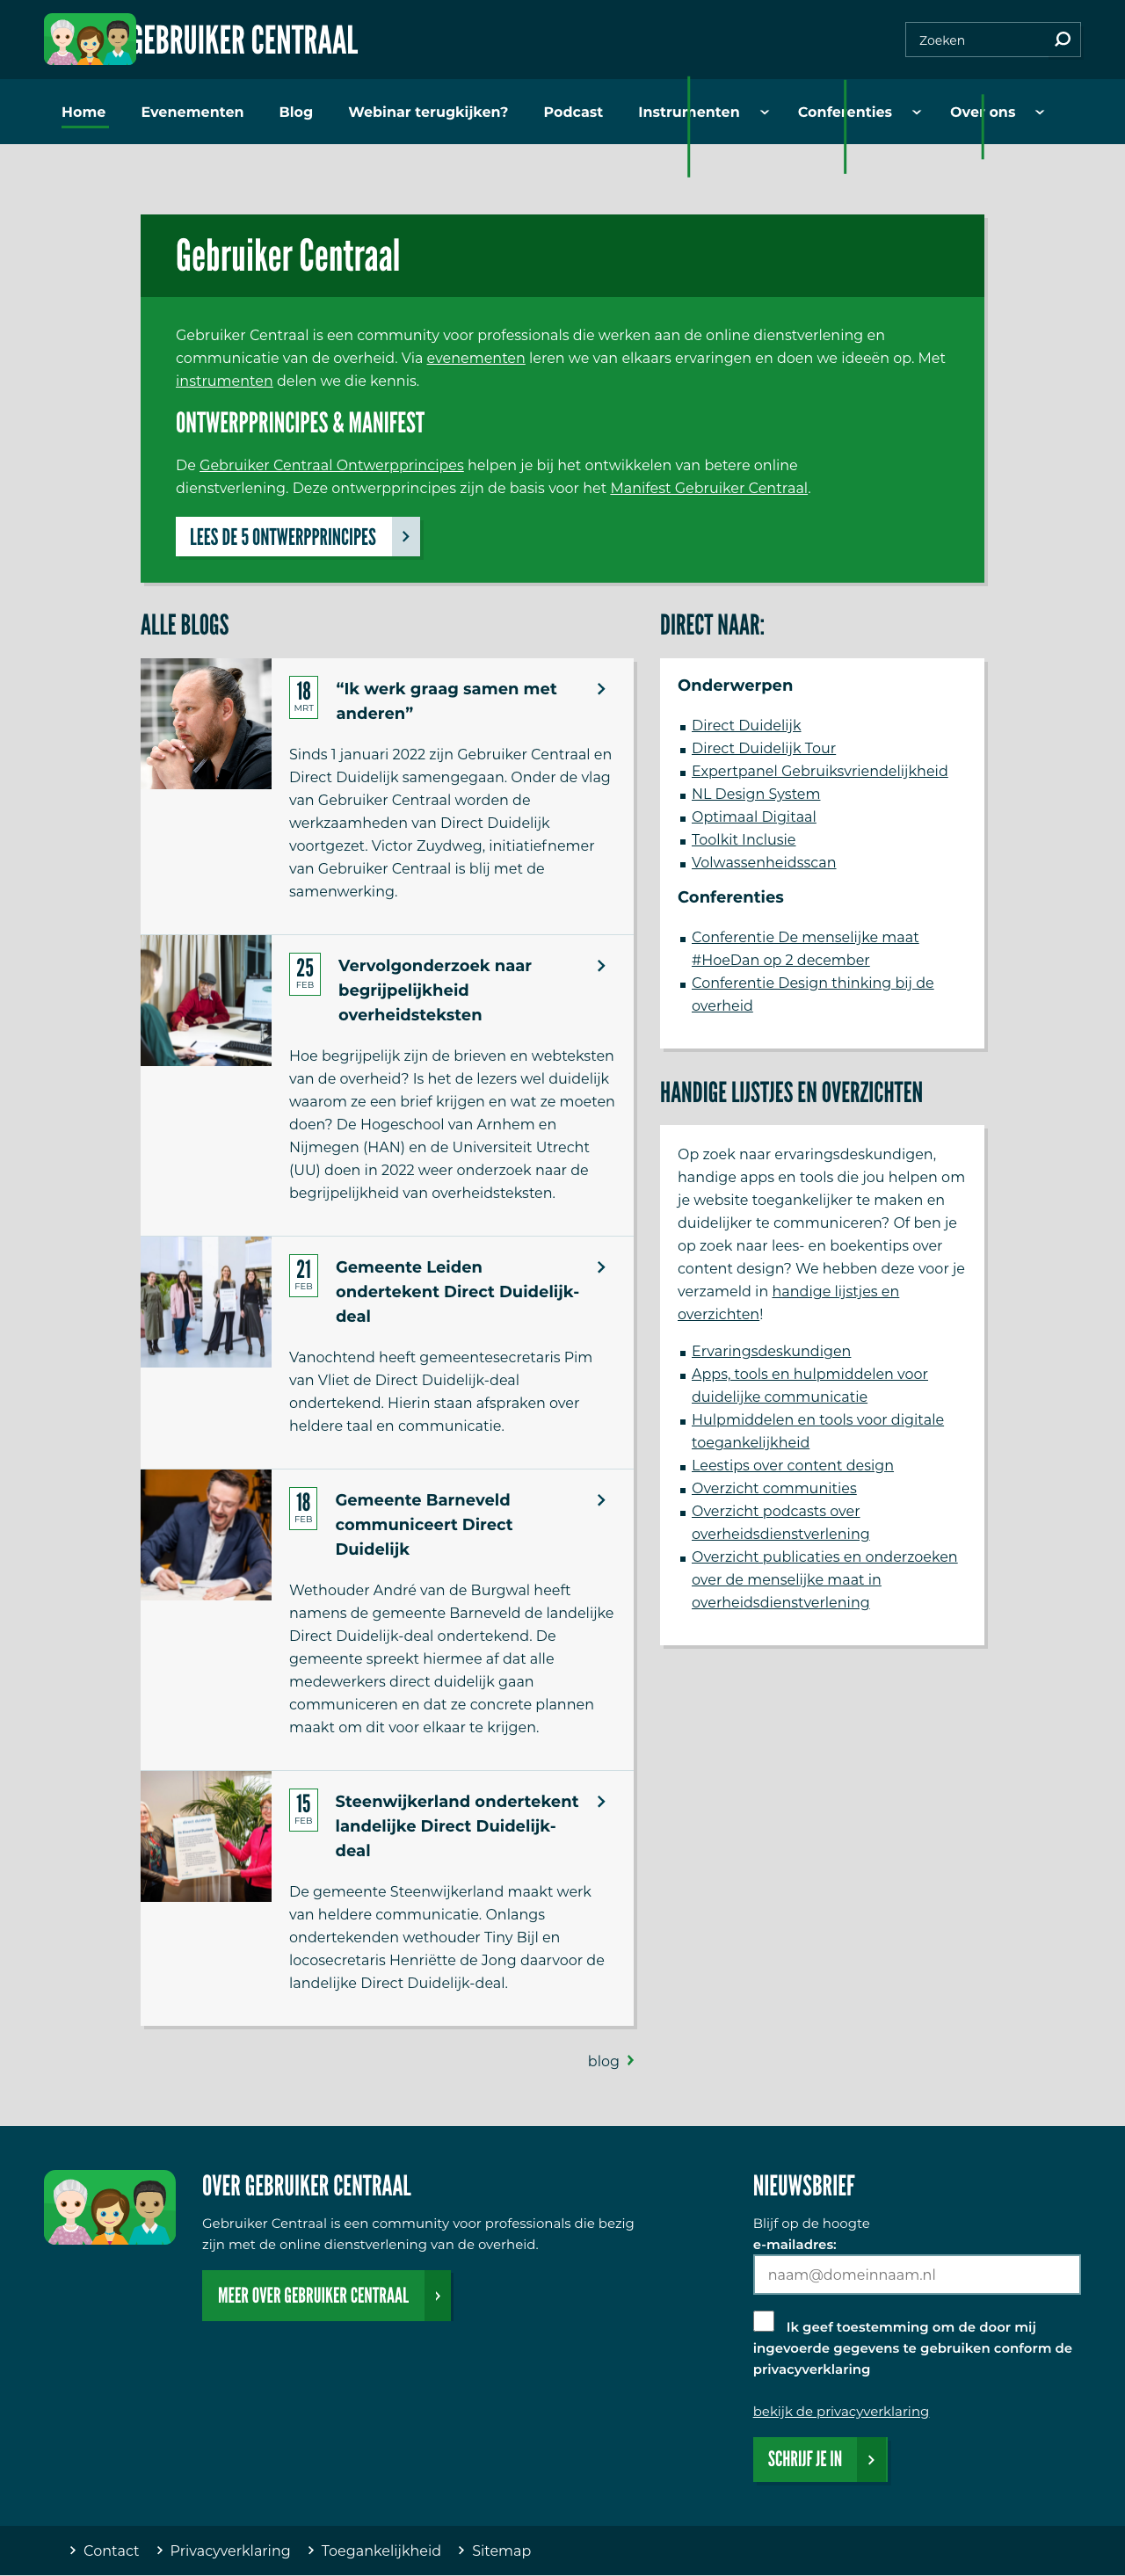 GEBRUIKER CENTRAAL
Zoeken
Home Evenementen Blog Webinar terugkijken? Podcast Instrumenten Conferenties Over ons
Gebruiker Centraal
Gebruiker Centraal is een community voor professionals die werken aan de online dienstverlening en
communicatie van de overheid. Via evenementen leren we van elkaars ervaringen en doen we ideeën op. Met
instrumenten delen we die kennis.
ONTWERPPRINCIPES & MANIFEST
De Gebruiker Centraal Ontwerpprincipes helpen je bij het ontwikkelen van betere online
dienstverlening. Deze ontwerpprincipes zijn de basis voor het Manifest Gebruiker Centraal.
LEES DE 5 ONTWERPPRINCIPES
ALLE BLOGS
18
MRT
“Ik werk graag samen met
anderen”
Sinds 1 januari 2022 zijn Gebruiker Centraal en
Direct Duidelijk samengegaan. Onder de vlag
van Gebruiker Centraal worden de
werkzaamheden van Direct Duidelijk
voortgezet. Victor Zuydweg, initiatiefnemer
van Gebruiker Centraal is blij met de
samenwerking.
25
FEB
Vervolgonderzoek naar
begrijpelijkheid
overheidsteksten
Hoe begrijpelijk zijn de brieven en webteksten
van de overheid? Is het de lezers wel duidelijk
waarom ze een brief krijgen en wat ze moeten
doen? De Hogeschool van Arnhem en
Nijmegen (HAN) en de Universiteit Utrecht
(UU) doen in 2022 weer onderzoek naar de
begrijpelijkheid van overheidsteksten.
21
FEB
Gemeente Leiden
ondertekent Direct Duidelijk-
deal
Vanochtend heeft gemeentesecretaris Pim
van Vliet de Direct Duidelijk-deal
ondertekend. Hierin staan afspraken over
heldere taal en communicatie.
18
FEB
Gemeente Barneveld
communiceert Direct
Duidelijk
Wethouder André van de Burgwal heeft
namens de gemeente Barneveld de landelijke
Direct Duidelijk-deal ondertekend. De
gemeente spreekt hiermee af dat alle
medewerkers direct duidelijk gaan
communiceren en dat ze concrete plannen
maakt om dit voor elkaar te krijgen.
15
FEB
Steenwijkerland ondertekent
landelijke Direct Duidelijk-
deal
De gemeente Steenwijkerland maakt werk
van heldere communicatie. Onlangs
ondertekenden wethouder Tiny Bijl en
locosecretaris Henriëtte de Jong daarvoor de
landelijke Direct Duidelijk-deal.
blog
DIRECT NAAR:
Onderwerpen
Direct Duidelijk
Direct Duidelijk Tour
Expertpanel Gebruiksvriendelijkheid
NL Design System
Optimaal Digitaal
Toolkit Inclusie
Volwassenheidsscan
Conferenties
Conferentie De menselijke maat
#HoeDan op 2 december
Conferentie Design thinking bij de
overheid
HANDIGE LIJSTJES EN OVERZICHTEN
Op zoek naar ervaringsdeskundigen,
handige apps en tools die jou helpen om
je website toegankelijker te maken en
duidelijker te communiceren? Of ben je
op zoek naar lees- en boekentips over
content design? We hebben deze voor je
verzameld in handige lijstjes en
overzichten!
Ervaringsdeskundigen
Apps, tools en hulpmiddelen voor
duidelijke communicatie
Hulpmiddelen en tools voor digitale
toegankelijkheid
Leestips over content design
Overzicht communities
Overzicht podcasts over
overheidsdienstverlening
Overzicht publicaties en onderzoeken
over de menselijke maat in
overheidsdienstverlening
OVER GEBRUIKER CENTRAAL
Gebruiker Centraal is een community voor professionals die bezig
zijn met de online dienstverlening van de overheid.
MEER OVER GEBRUIKER CENTRAAL
NIEUWSBRIEF
Blijf op de hoogte
e-mailadres:
naam@domeinnaam.nl
Ik geef toestemming om de door mij
ingevoerde gegevens te gebruiken conform de
privacyverklaring
bekijk de privacyverklaring
SCHRIJF JE IN
Contact Privacyverklaring Toegankelijkheid Sitemap